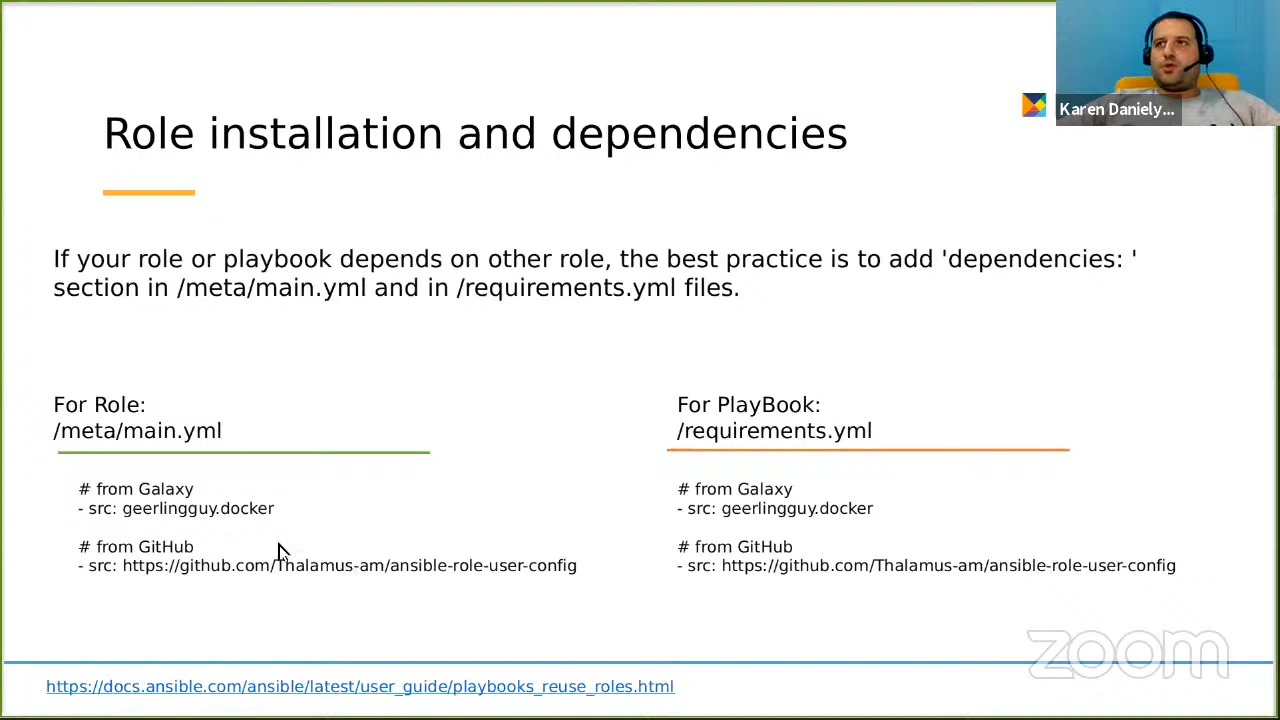 Karen Daniely...
Role installation and dependencies
If your role or playbook depends on other role, the best practice is to add 'dependencies: '
section in /meta/main.yml and in /requirements.yml files.
For Role:
/meta/main.yml
# from Galaxy
- src: geerlingguy.docker
# from GitHub
- src: https://github.com/Thalamus-am/ansible-role-user-config
For PlayBook:
/requirements.yml
# from Galaxy
- src: geerlingguy.docker
# from GitHub
- src: https://github.com/Thalamus-am/ansible-role-user-config
zoom
https://docs.ansible.com/ansible/latest/user_guide/playbooks_reuse_roles.html